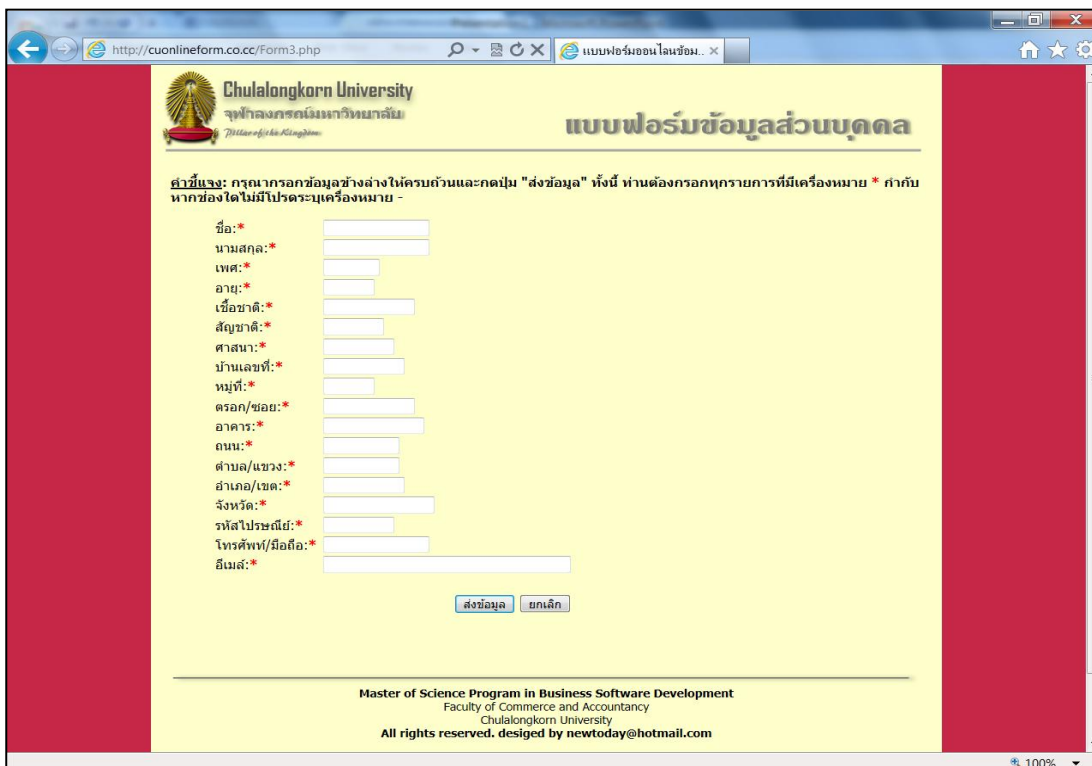 http://cuonlineform.co.cc/Form3.php
แบบฟอร์มออนไลน์ของ..
Chulalongkorn University
จุฬาลงกรณ์มหาวิทยาลัย
Pillar of the Kingdom
แบบฟอร์มข้อมูลส่วนบุคคล
คำชี้แจง: กรุณากรอกข้อมูลข้างล่างให้ครบถ้วนและกดปุ่ม "ส่งข้อมูล" ทั้งนี้ ท่านต้องกรอกทุกรายการที่มีเครื่องหมาย * กำกับ
หากช่องใดไม่มีโปรดระบุเครื่องหมาย -
ชื่อ:*
นามสกุล:*
เพศ:*
อายุ:*
เชื้อชาติ:*
สัญชาติ:*
ศาสนา:*
บ้านเลขที่:*
หมู่ที่:*
ตรอก/ซอย:*
อาคาร:*
ถนน:*
ตำบล/แขวง:*
อำเภอ/เขต:*
จังหวัด:*
รหัสไปรษณีย์:*
โทรศัพท์/มือถือ:*
อีเมล์:*
ส่งข้อมูล ยกเลิก
Master of Science Program in Business Software Development
Faculty of Commerce and Accountancy
Chulalongkorn University
All rights reserved. desiged by newtoday@hotmail.com
100%